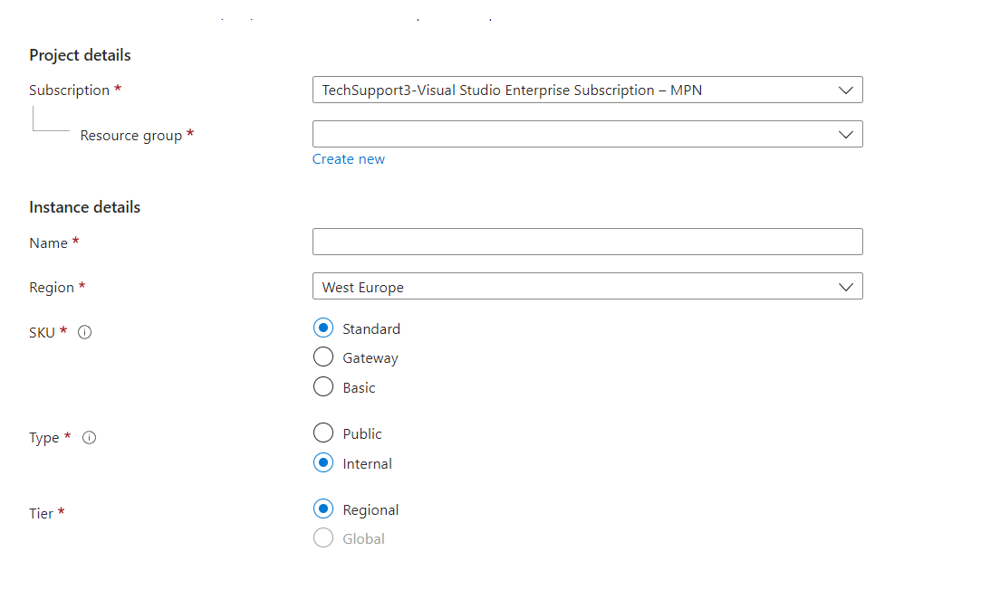 Project details
Subscription *
TechSupport3-Visual Studio Enterprise Subscription – MPN
Resource group *
Create new
Instance details
Name *
Region *
West Europe
SKU *
Standard
Gateway
Basic
Type *
Public
Internal
Tier *
Regional
Global